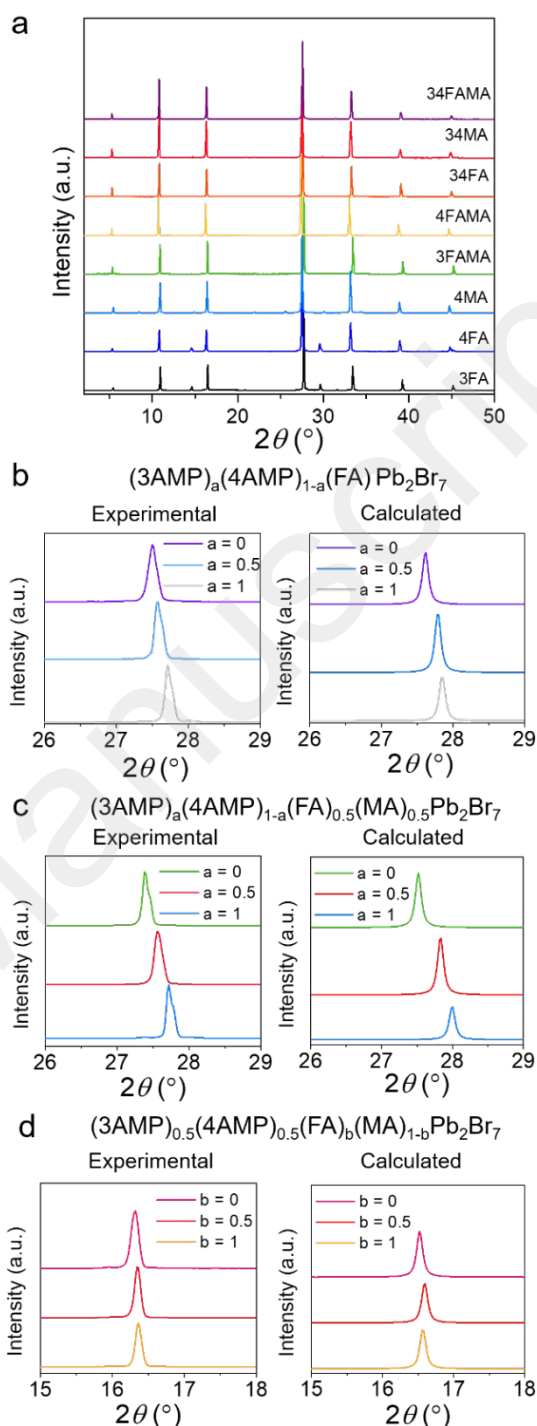 a
Intensity (a.u.)
34FAMA
34MA
34FA
4FAMA
3FAMA
4MA
4FA
3FA
10 20 30 40 50
2θ (°)
b
(3AMP)ₐ(4AMP)₁₋ₐ(FA) Pb₂Br₇
Experimental
Calculated
Intensity (a.u.)
a = 0
a = 0.5
a = 1
26 27 28 29
2θ (°)
Intensity (a.u.)
a = 0
a = 0.5
a = 1
26 27 28 29
2θ (°)
c
(3AMP)ₐ(4AMP)₁₋ₐ(FA)₀.₅(MA)₀.₅Pb₂Br₇
Experimental
Calculated
Intensity (a.u.)
a = 0
a = 0.5
a = 1
26 27 28 29
2θ (°)
Intensity (a.u.)
a = 0
a = 0.5
a = 1
26 27 28 29
2θ (°)
d
(3AMP)₀.₅(4AMP)₀.₅(FA)b(MA)1-bPb₂Br₇
Experimental
Calculated
Intensity (a.u.)
b = 0
b = 0.5
b = 1
15 16 17 18
2θ (°)
Intensity (a.u.)
b = 0
b = 0.5
b = 1
15 16 17 18
2θ (°)